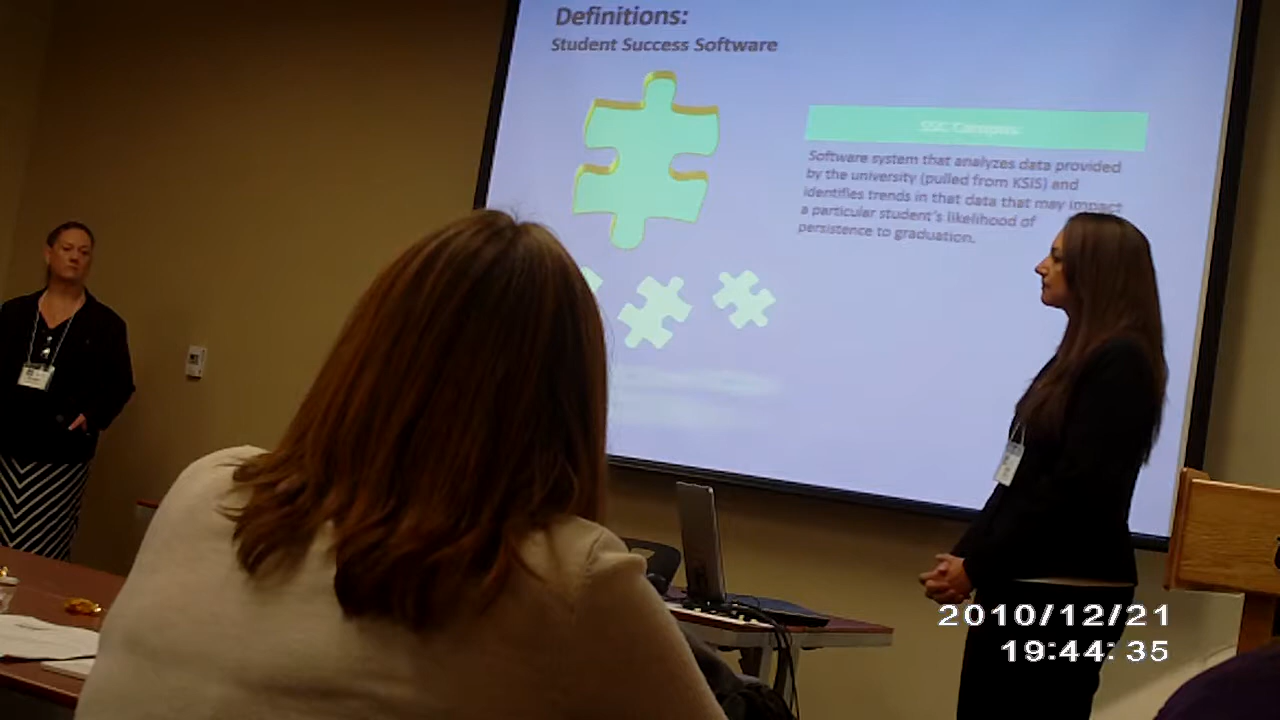 Definitions:
Student Success Software
SSC Campus
Software system that analyzes data provided
by the university (pulled from KSIS) and
identifies trends in that data that may impact
a particular student's likelihood of
persistence to graduation.
2010/12/21
19:44:35